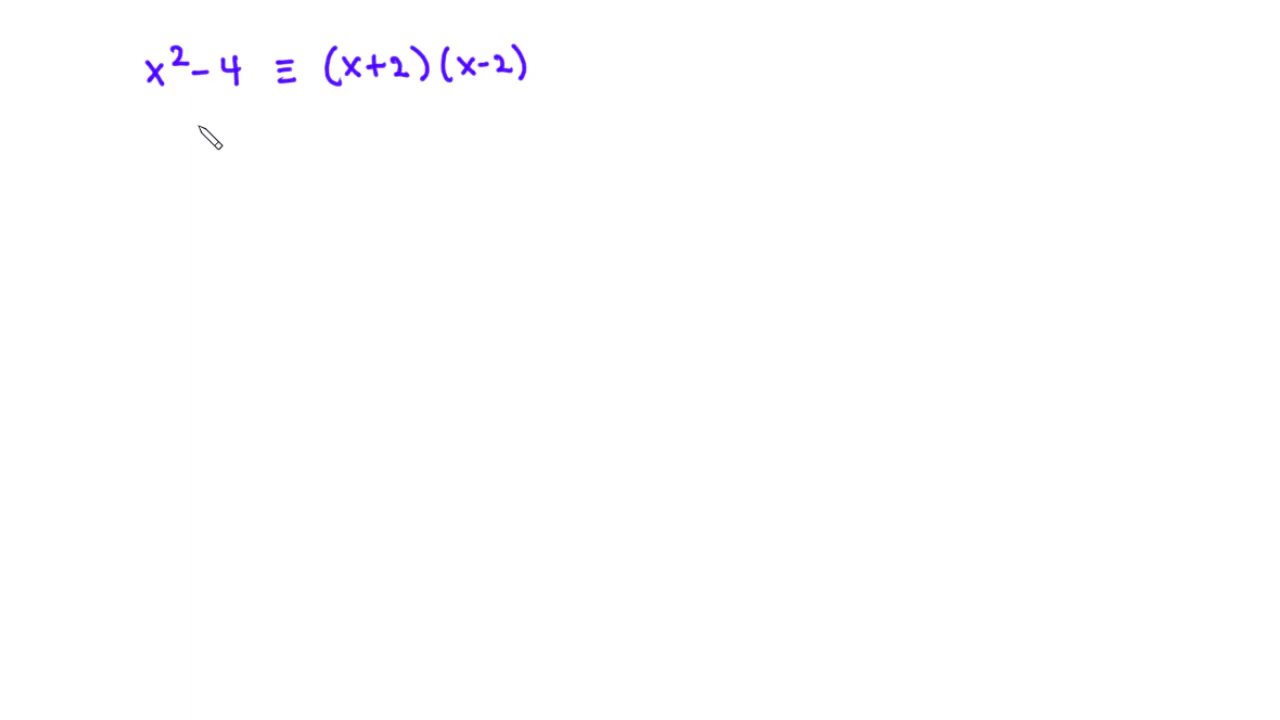 x² - 4 ≡ (x+2)(x-2)